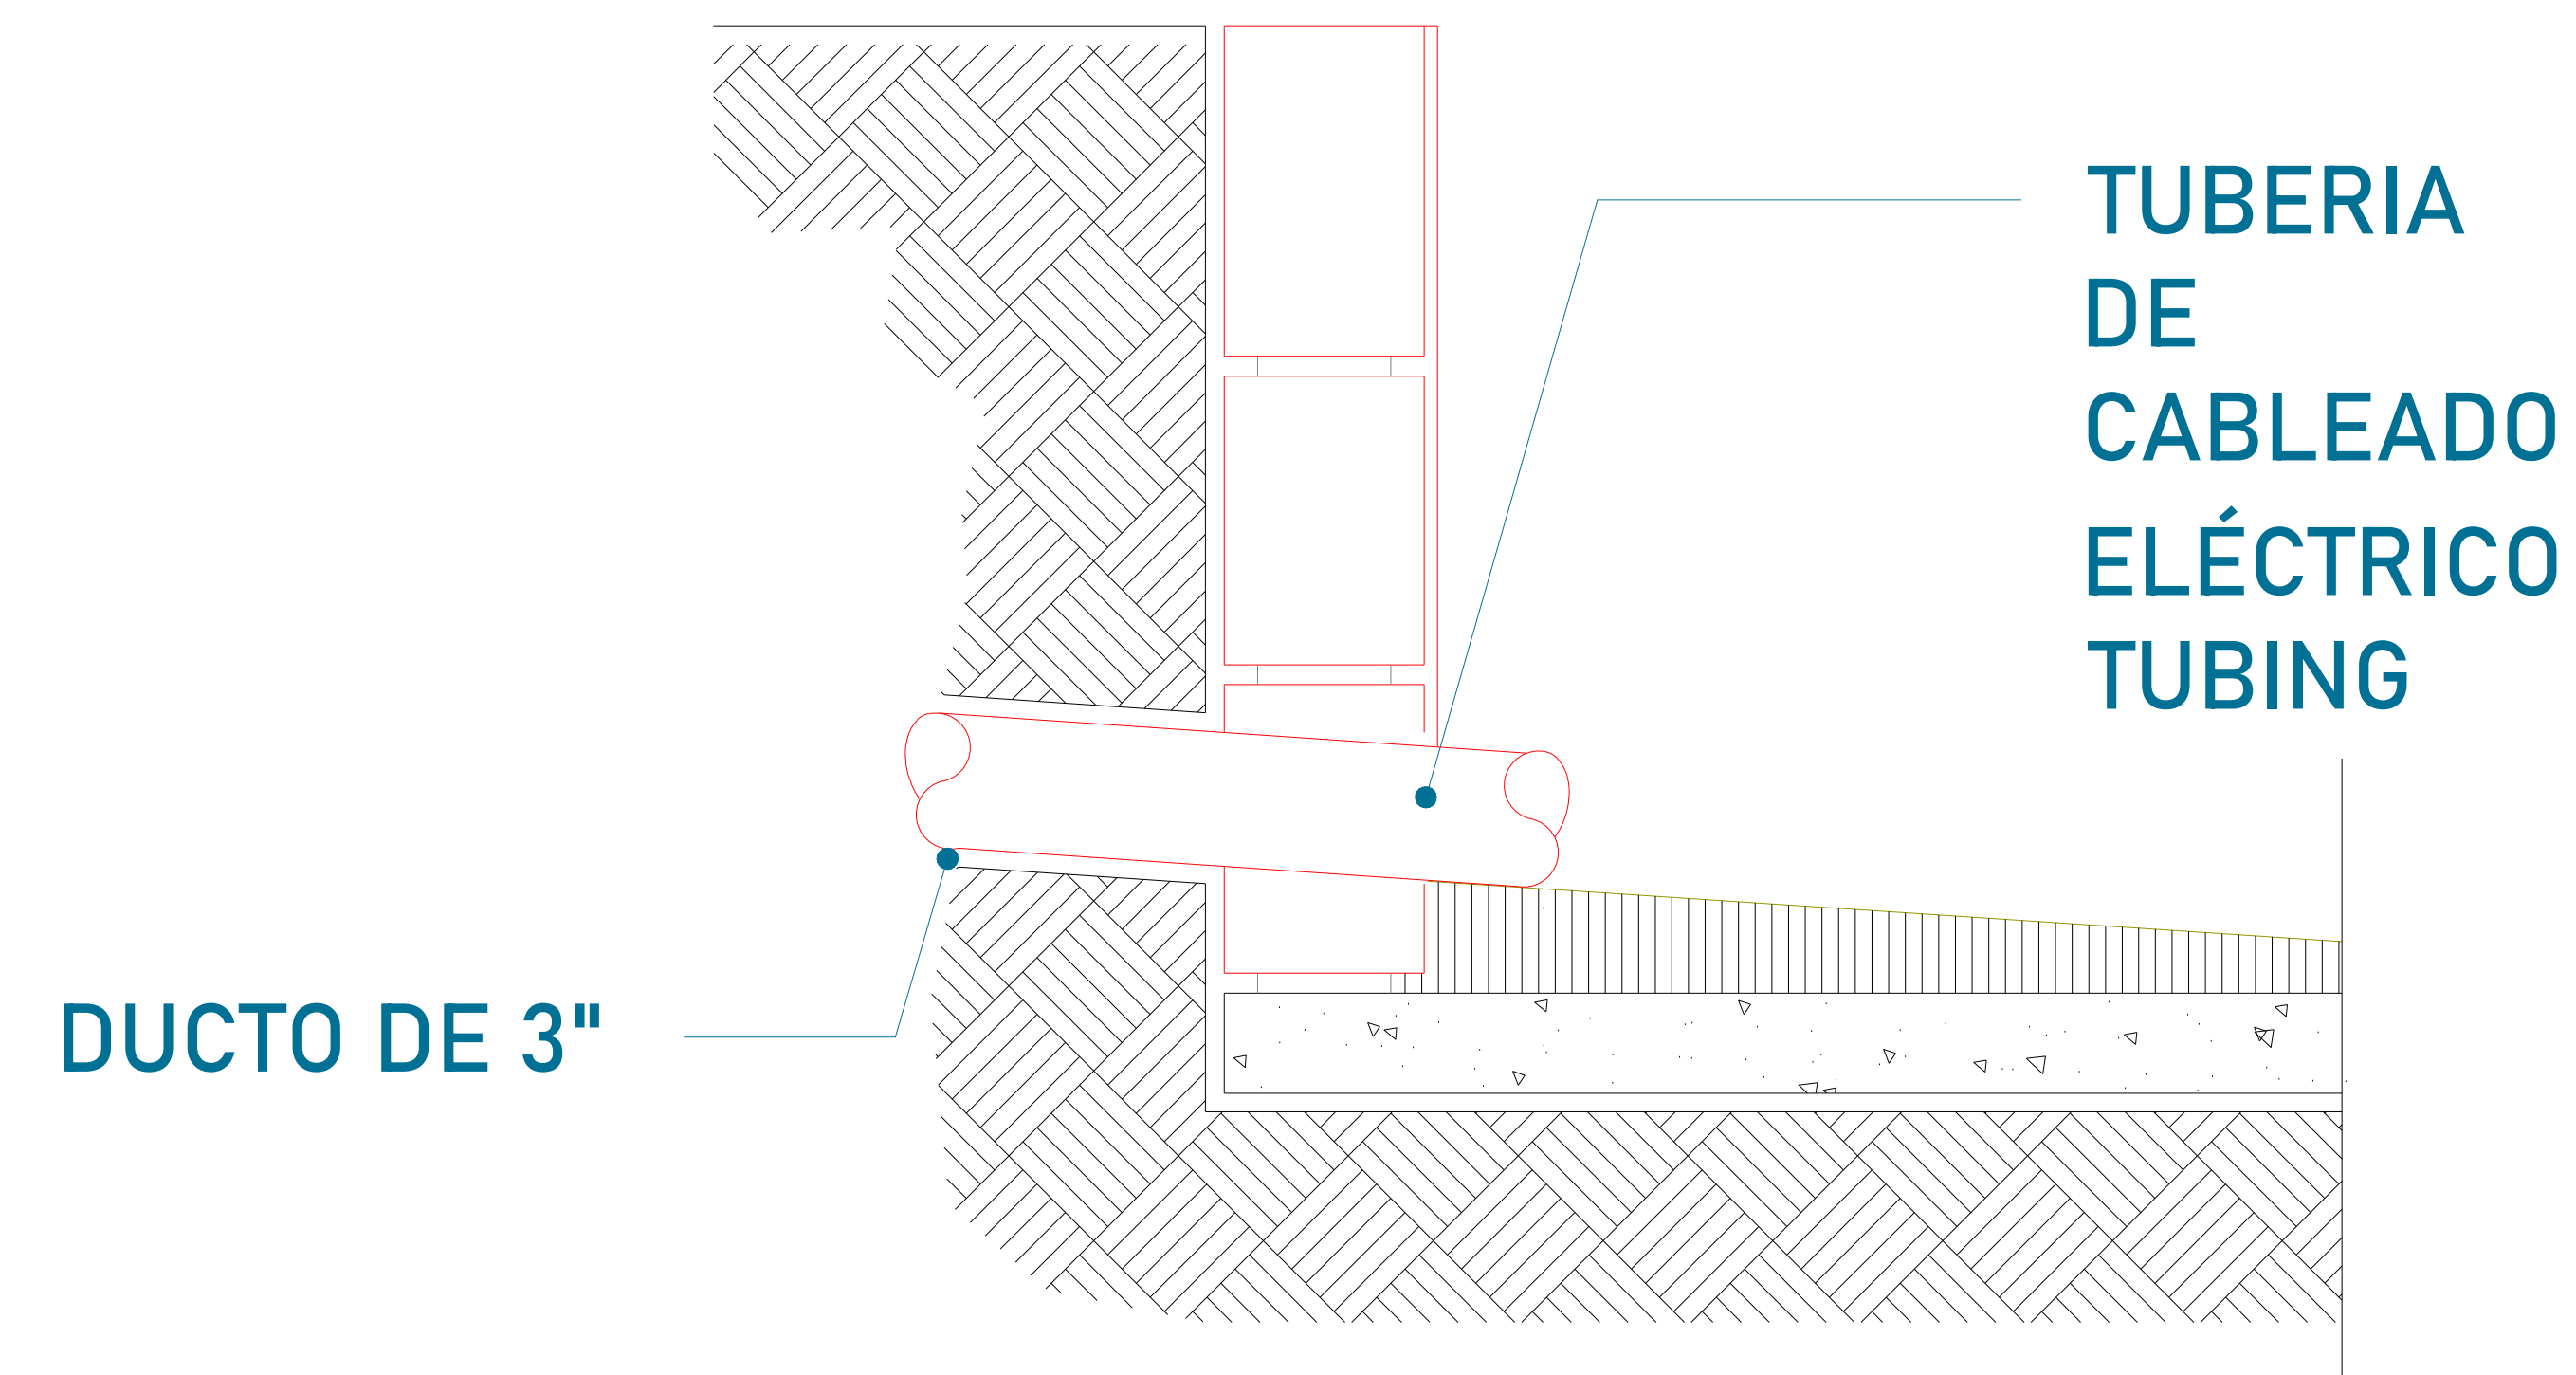 TUBERIA
DE
CABLEADO
ELÉCTRICO
TUBING
DUCTO DE 3"